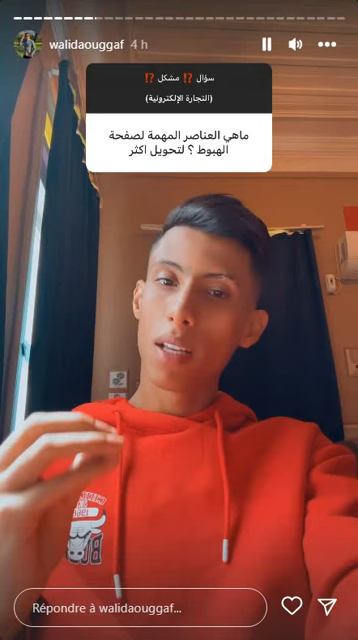 walidaouggaf 4 h
سؤال ⁉️ مشكل ⁉️
(التجارة الإلكترونية)
ماهي العناصر المهمة لصفحة
الهبوط ؟ لتحويل اكثر
Répondre à walidaouggaf...